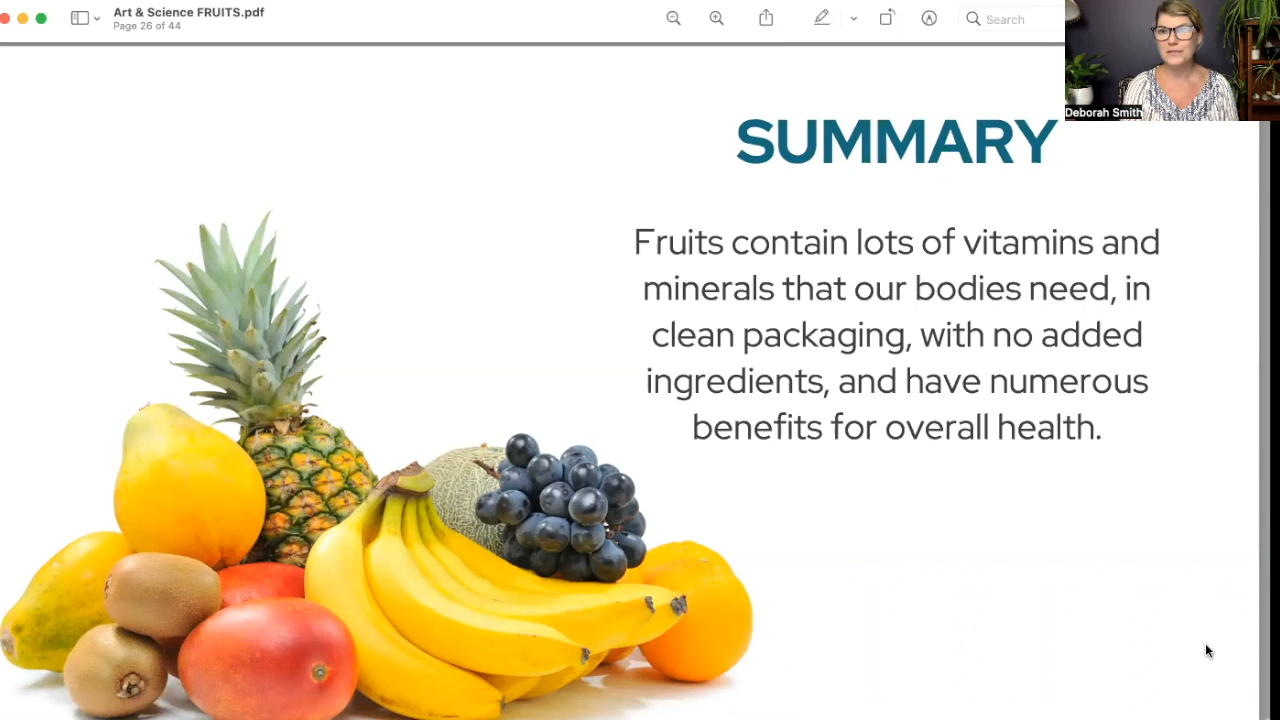 Art & Science FRUITS.pdf
Page 26 of 44
Search
Deborah Smith
SUMMARY
Fruits contain lots of vitamins and
minerals that our bodies need, in
clean packaging, with no added
ingredients, and have numerous
benefits for overall health.